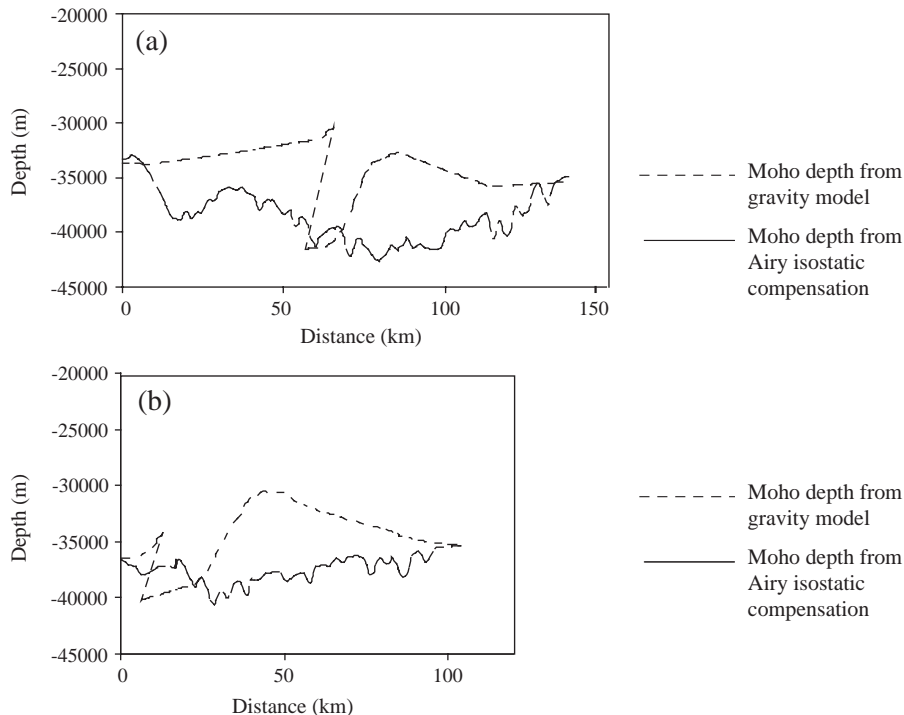 -20000
(a)
-25000
-30000
-35000
-40000
-45000
Depth (m)
0
50
100
150
Distance (km)
Moho depth from
gravity model
Moho depth from
Airy isostatic
compensation
-20000
(b)
-25000
-30000
-35000
-40000
-45000
Depth (m)
0
50
100
Distance (km)
Moho depth from
gravity model
Moho depth from
Airy isostatic
compensation